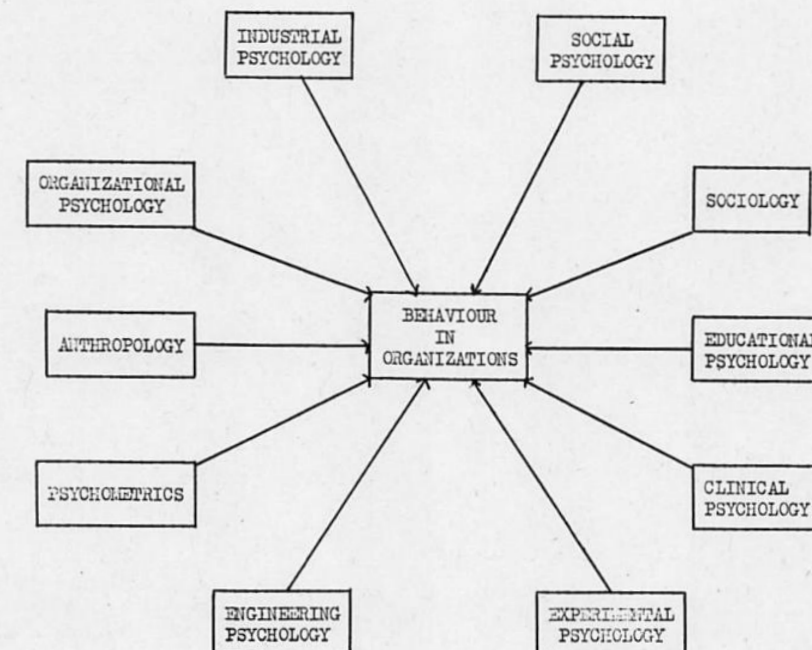 INDUSTRIAL
PSYCHOLOGY
SOCIAL
PSYCHOLOGY
ORGANIZATIONAL
PSYCHOLOGY
SOCIOLOGY
BEHAVIOUR
IN
ORGANIZATIONS
ANTHROPOLOGY
EDUCATIONAL
PSYCHOLOGY
PSYCHOMETRICS
CLINICAL
PSYCHOLOGY
ENGINEERING
PSYCHOLOGY
EXPERIMENTAL
PSYCHOLOGY